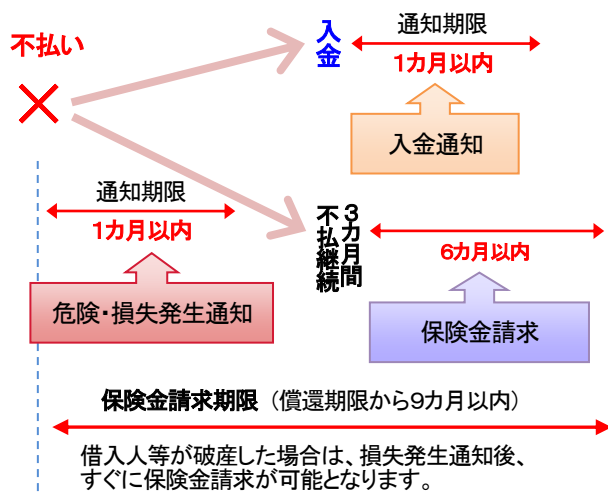 不払い
入金
通知期限
1カ月以内
入金通知
通知期限
1カ月以内
危険・損失発生通知
3カ月間
不払継続
6カ月以内
保険金請求
保険金請求期限（償還期限から9カ月以内）
借入人等が破産した場合は、損失発生通知後、
すぐに保険金請求が可能となります。